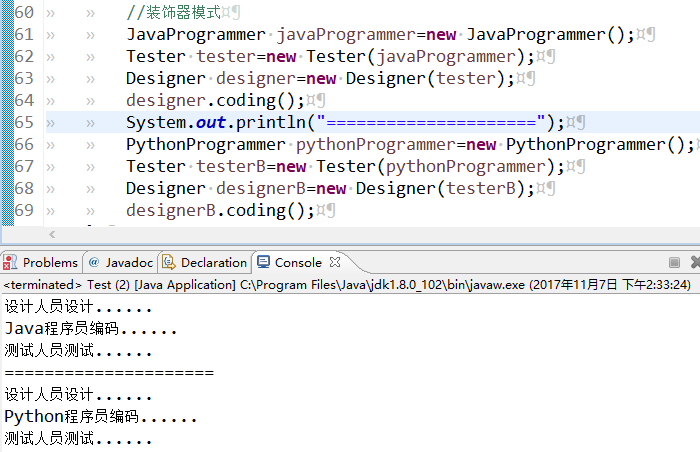 60 //装饰器模式
61 JavaProgrammer javaProgrammer=new JavaProgrammer();
62 Tester tester=new Tester(javaProgrammer);
63 Designer designer=new Designer(tester);
64 designer.coding();
65 System.out.println("=====================");
66 PythonProgrammer pythonProgrammer=new PythonProgrammer();
67 Tester testerB=new Tester(pythonProgrammer);
68 Designer designerB=new Designer(testerB);
69 designerB.coding();
Problems @ Javadoc Declaration Console
<terminated> Test (2) [Java Application] C:\Program Files\Java\jdk1.8.0_102\bin\javaw.exe (2017年11月7日 下午2:33:24)
设计人员设计......
Java程序员编码......
测试人员测试......
=====================
设计人员设计......
Python程序员编码......
测试人员测试......